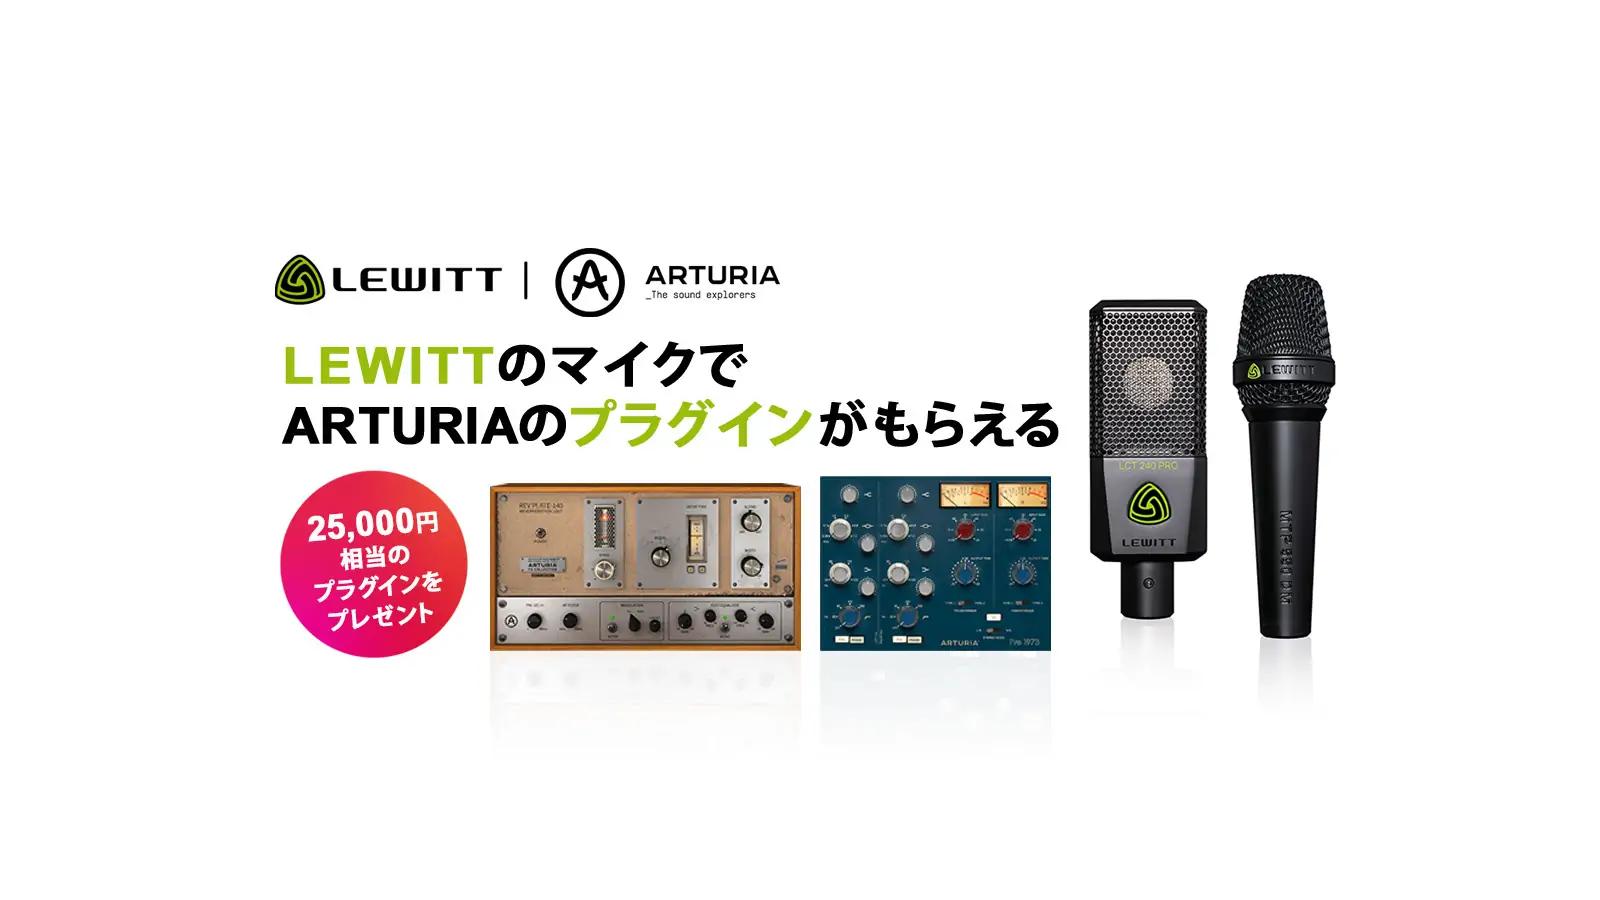 LEWITT
ARTURIA
_The sound explorers
LEWITTのマイクで
ARTURIAのプラグインがもらえる
25,000円
相当の
プラグインを
プレゼント
REV PLATE-140
ARTURIA
ARTURIA
Pre 1973
LCT 240 PRO
LEWITT
LEWITT